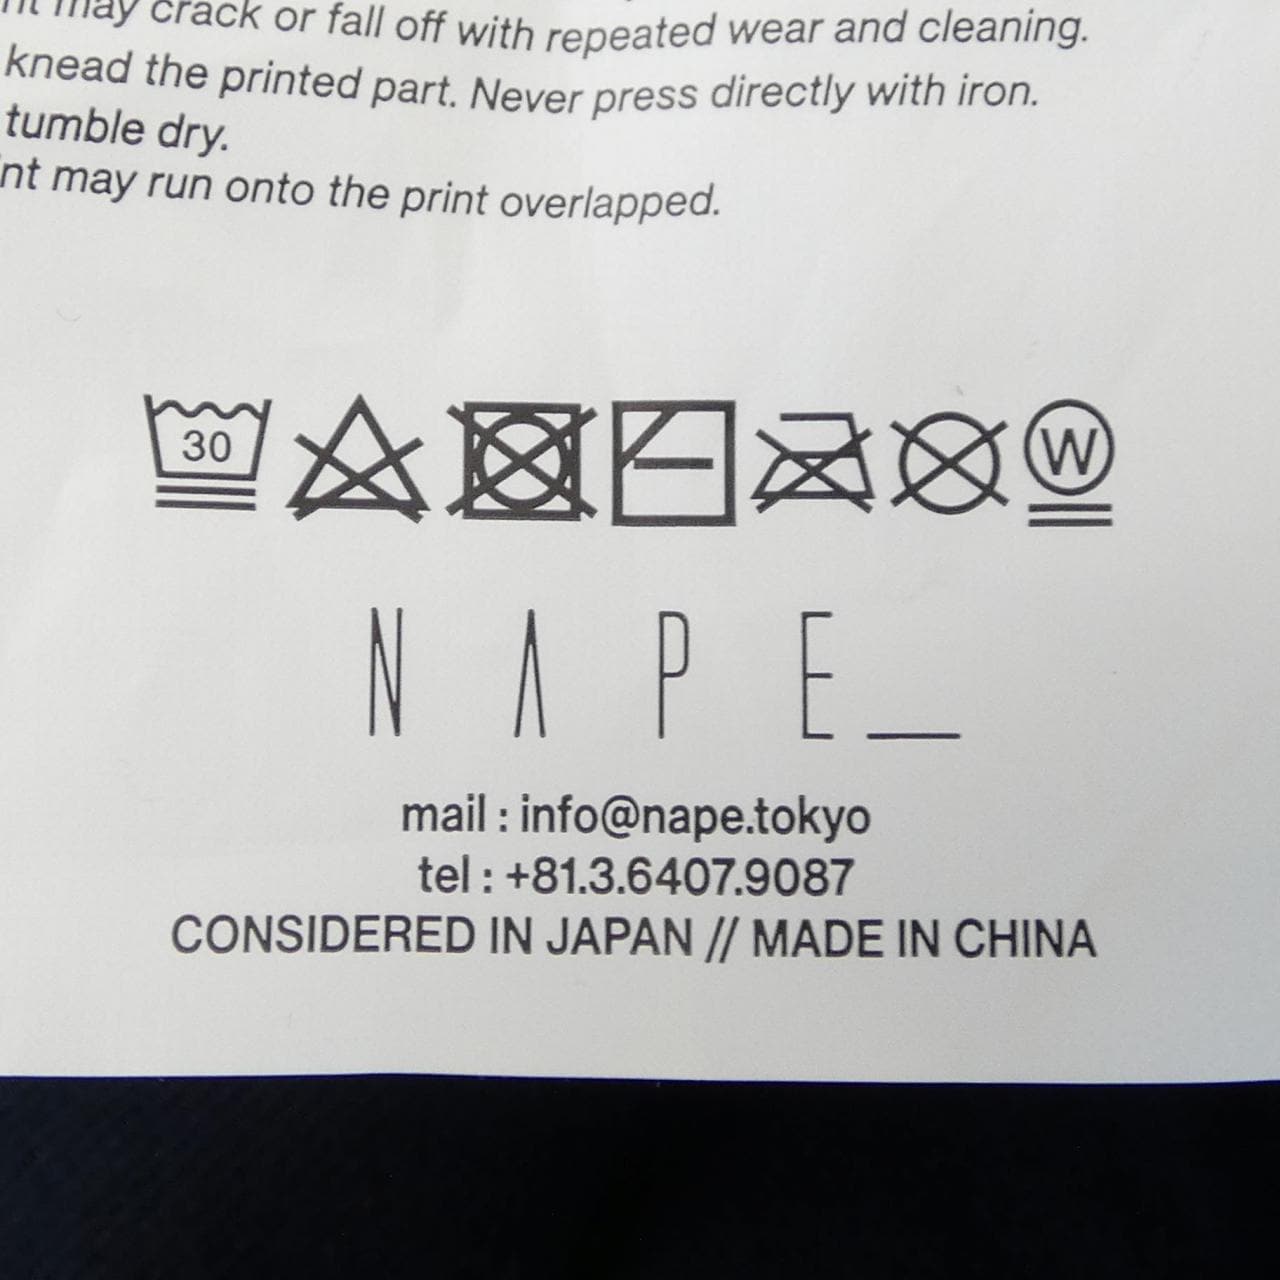 may crack or fall off with repeated wear and cleaning.
knead the printed part. Never press directly with iron.
tumble dry.
may run onto the print overlapped.
30
W
NAPE_
mail : info@nape.tokyo
tel : +81.3.6407.9087
CONSIDERED IN JAPAN // MADE IN CHINA